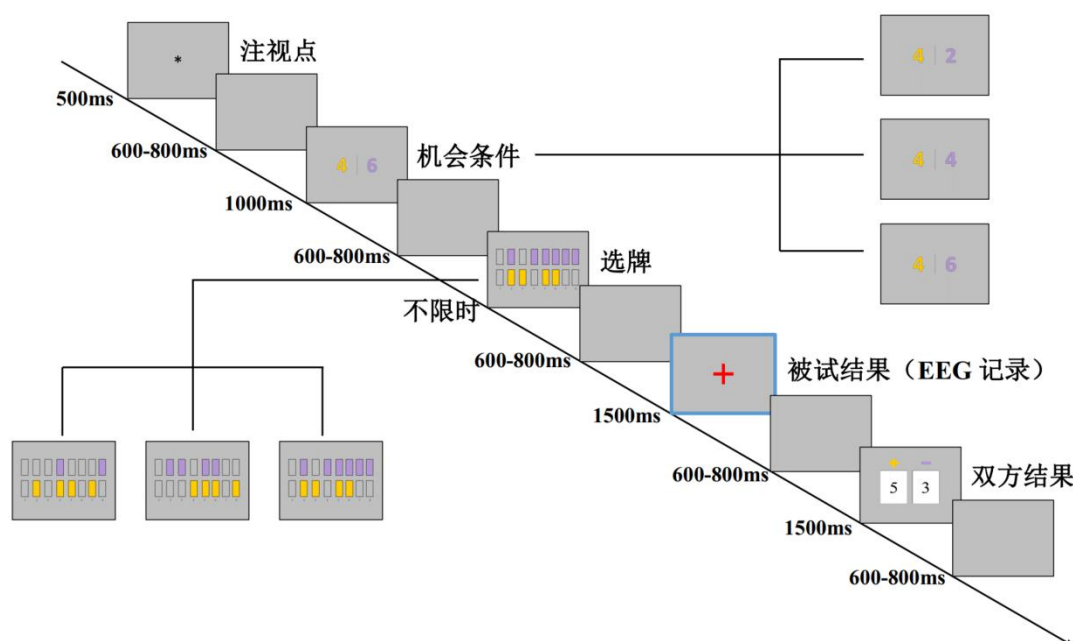 *
注视点
500ms
4 | 2
600-800ms
4 | 6
机会条件
4 | 4
1000ms
600-800ms
选牌
4 | 6
不限时
600-800ms
+
被试结果（EEG 记录）
1500ms
600-800ms
+ —
5 3
双方结果
1500ms
600-800ms